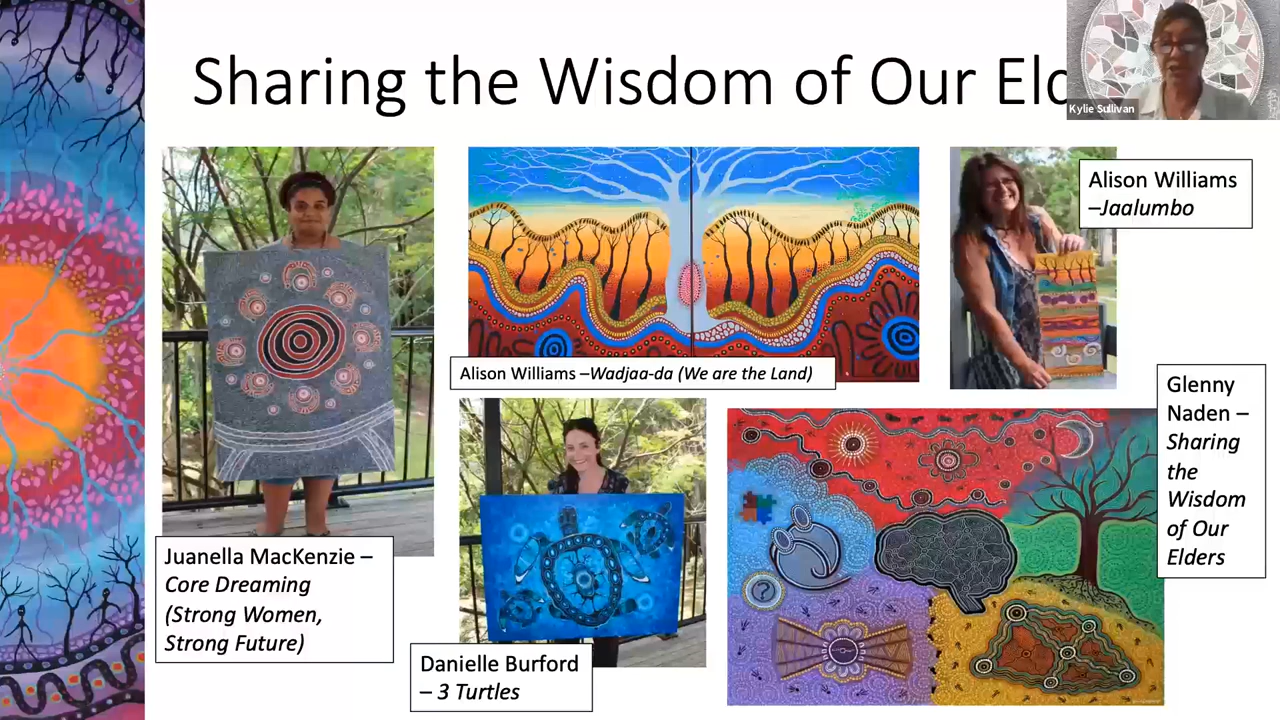 Sharing the Wisdom of Our
Kylie Sullivan
Alison Williams
–Jaalumbo
Alison Williams –Wadjaa-da (We are the Land)
Glenny
Naden –
Sharing
the
Wisdom
of Our
Elders
Juanella MacKenzie –
Core Dreaming
(Strong Women,
Strong Future)
Danielle Burford
– 3 Turtles
?